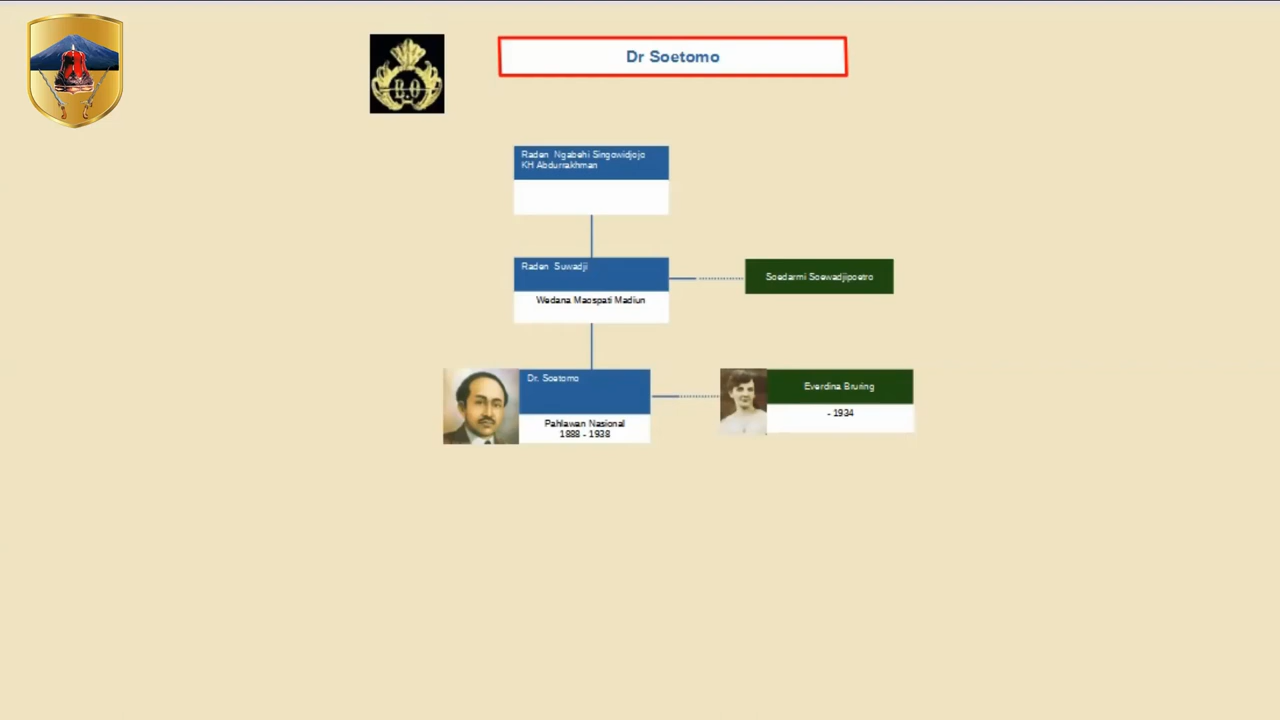 Dr Soetomo
B.O
Raden Ngabehi Singowidjojo
KH Abdurrakhman
Raden Suwadji
Wedana Maospati Madiun
Soedarmi Soewadjipoetro
Dr. Soetomo
Pahlawan Nasional
1888 - 1938
Everdina Bruring
- 1934